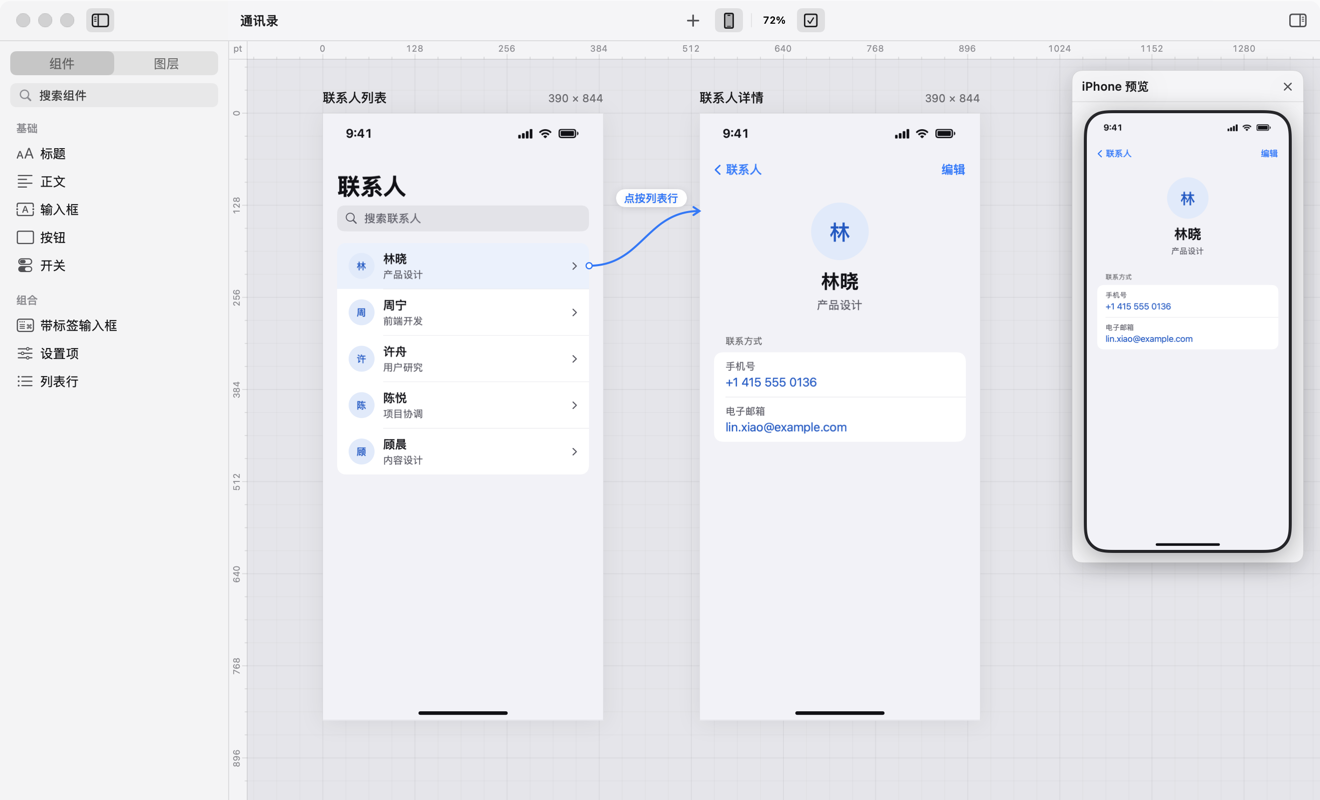 通讯录
72%
组件
图层
搜索组件
基础
标题
正文
输入框
按钮
开关
组合
带标签输入框
设置项
列表行
pt
0
128
256
384
512
640
768
896
1024
1152
1280
0
128
256
384
512
640
768
896
联系人列表
390 × 844
9:41
联系人
搜索联系人
林
林晓
产品设计
周
周宁
前端开发
许
许舟
用户研究
陈
陈悦
项目协调
顾
顾晨
内容设计
点按列表行
联系人详情
390 × 844
9:41
联系人
编辑
林
林晓
产品设计
联系方式
手机号
+1 415 555 0136
电子邮箱
lin.xiao@example.com
iPhone 预览
9:41
联系人
编辑
林
林晓
产品设计
联系方式
手机号
+1 415 555 0136
电子邮箱
lin.xiao@example.com